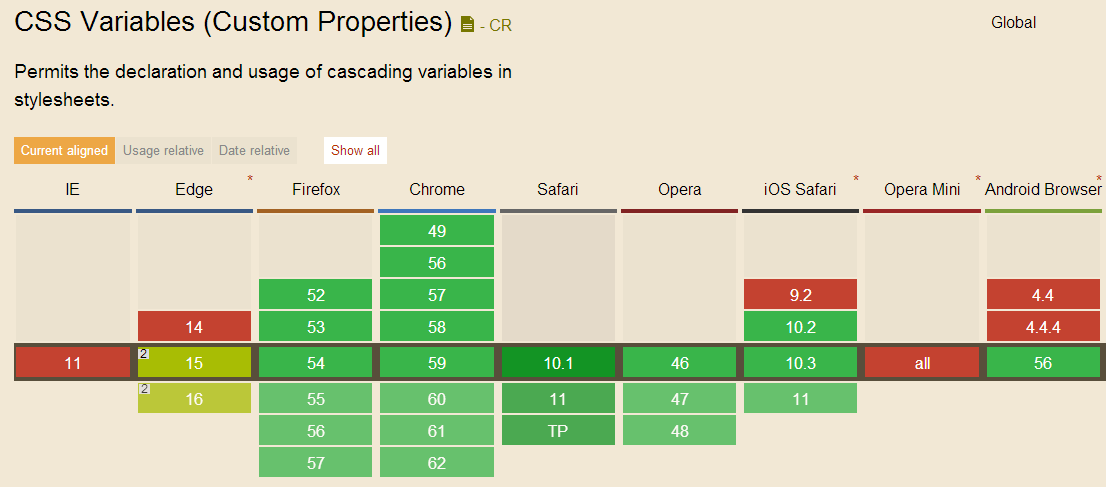 CSS Variables (Custom Properties) - CR
Global
Permits the declaration and usage of cascading variables in
stylesheets.
Current aligned Usage relative Date relative Show all
IE Edge * Firefox Chrome Safari Opera iOS Safari * Opera Mini * Android Browser *
49
56
52 57 9.2 4.4
14 53 58 10.2 4.4.4
11 2 15 54 59 10.1 46 10.3 all 56
2 16 55 60 11 47 11
56 61 TP 48
57 62